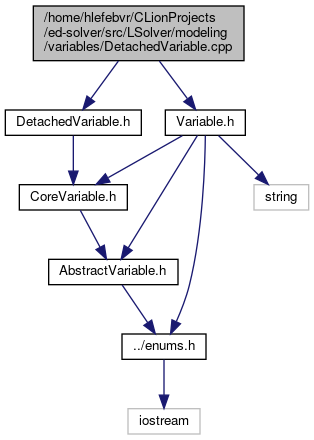 /home/hlefebvr/CLionProjects
/ed-solver/src/LSolver/modeling
/variables/DetachedVariable.cpp
DetachedVariable.h
Variable.h
CoreVariable.h
string
AbstractVariable.h
../enums.h
iostream